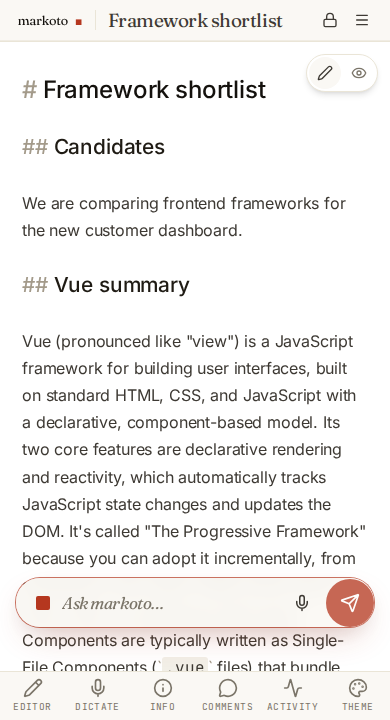 markoto
Framework shortlist
# Framework shortlist
## Candidates
We are comparing frontend frameworks for
the new customer dashboard.
## Vue summary
Vue (pronounced like "view") is a JavaScript
framework for building user interfaces, built
on standard HTML, CSS, and JavaScript with
a declarative, component-based model. Its
two core features are declarative rendering
and reactivity, which automatically tracks
JavaScript state changes and updates the
DOM. It's called "The Progressive Framework"
because you can adopt it incrementally, from
Ask markoto...
Components are typically written as Single-
File Components (`.vue` files) that bundle
EDITOR
DICTATE
INFO
COMMENTS
ACTIVITY
THEME